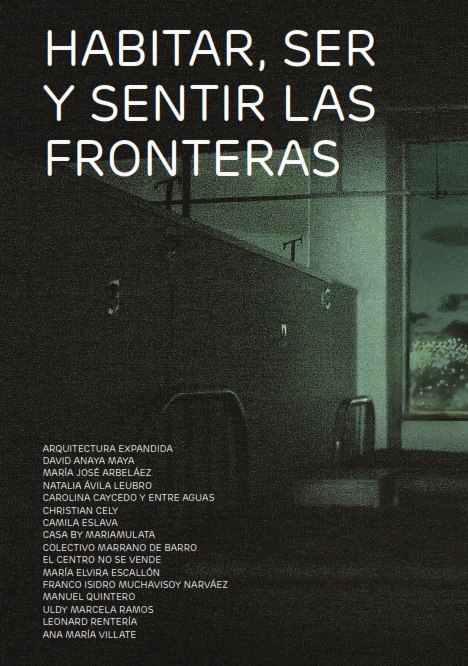 HABITAR, SER
Y SENTIR LAS
FRONTERAS
ARQUITECTURA EXPANDIDA
DAVID ANAYA MAYA
MARÍA JOSÉ ARBELÁEZ
NATALIA ÁVILA LEUBRO
CAROLINA CAYCEDO Y ENTRE AGUAS
CHRISTIAN CELY
CAMILA ESLAVA
CASA BY MARIAMULATA
COLECTIVO MARRANO DE BARRO
EL CENTRO NO SE VENDE
MARÍA ELVIRA ESCALLÓN
FRANCO ISIDRO MUCHAVISOY NARVÁEZ
MANUEL QUINTERO
ULDY MARCELA RAMOS
LEONARD RENTERÍA
ANA MARÍA VILLATE